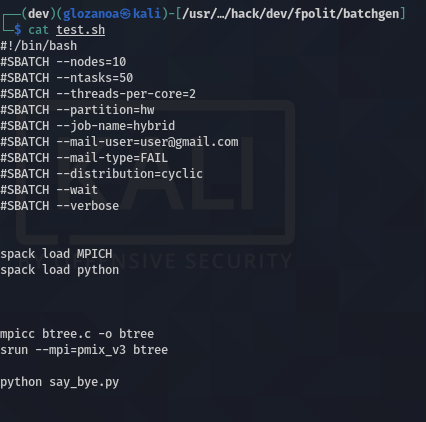 (dev)(glozanoa㉿kali)-[/usr/…/hack/dev/fpolit/batchgen]
$ cat test.sh
#!/bin/bash
#SBATCH --nodes=10
#SBATCH --ntasks=50
#SBATCH --threads-per-core=2
#SBATCH --partition=hw
#SBATCH --job-name=hybrid
#SBATCH --mail-user=user@gmail.com
#SBATCH --mail-type=FAIL
#SBATCH --distribution=cyclic
#SBATCH --wait
#SBATCH --verbose
KALI
spack load MPICH
spack load python
OFFENSIVE SECURITY
mpicc btree.c -o btree
srun --mpi=pmix_v3 btree
python say_bye.py